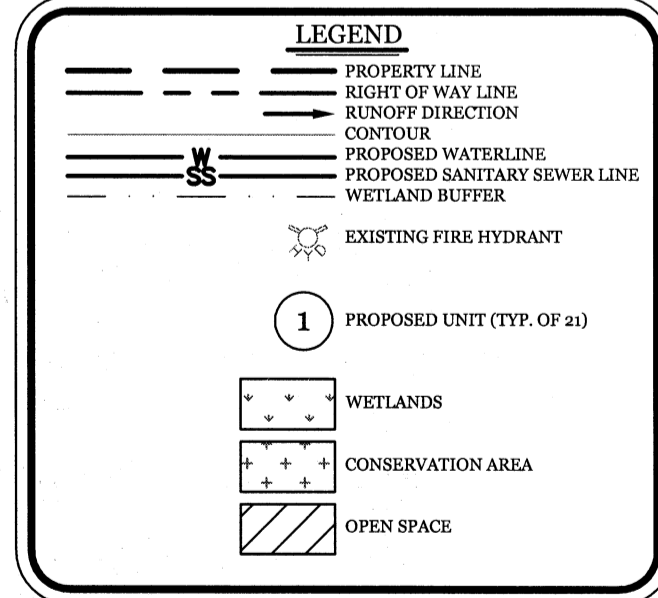 LEGEND
PROPERTY LINE
RIGHT OF WAY LINE
RUNOFF DIRECTION
CONTOUR
W PROPOSED WATERLINE
SS PROPOSED SANITARY SEWER LINE
WETLAND BUFFER
HYD EXISTING FIRE HYDRANT
1 PROPOSED UNIT (TYP. OF 21)
WETLANDS
CONSERVATION AREA
OPEN SPACE